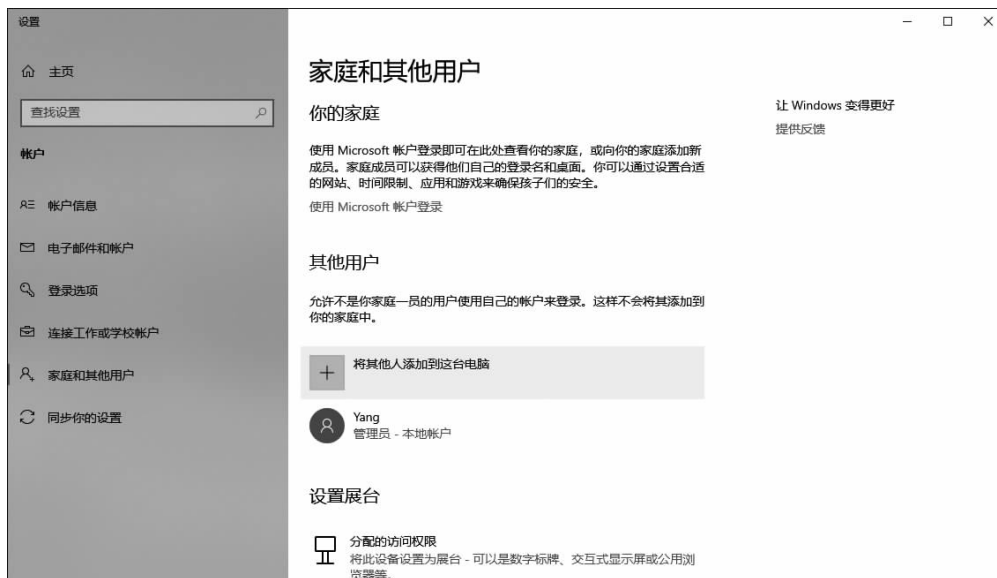 设置
主页
查找设置
帐户
帐户信息
电子邮件和帐户
登录选项
连接工作或学校帐户
家庭和其他用户
同步你的设置
家庭和其他用户
你的家庭
使用 Microsoft 帐户登录即可在此处查看你的家庭，或向你的家庭添加新
成员。家庭成员可以获得他们自己的登录名和桌面。你可以通过设置合适
的网站、时间限制、应用和游戏来确保孩子们的安全。
使用 Microsoft 帐户登录
其他用户
允许不是你家庭一员的用户使用自己的帐户来登录。这样不会将其添加到
你的家庭中。
将其他人添加到这台电脑
Yang
管理员 - 本地帐户
设置展台
分配的访问权限
将此设备设置为展台 - 可以是数字标牌、交互式显示屏或公用浏
览器等。
让 Windows 变得更好
提供反馈